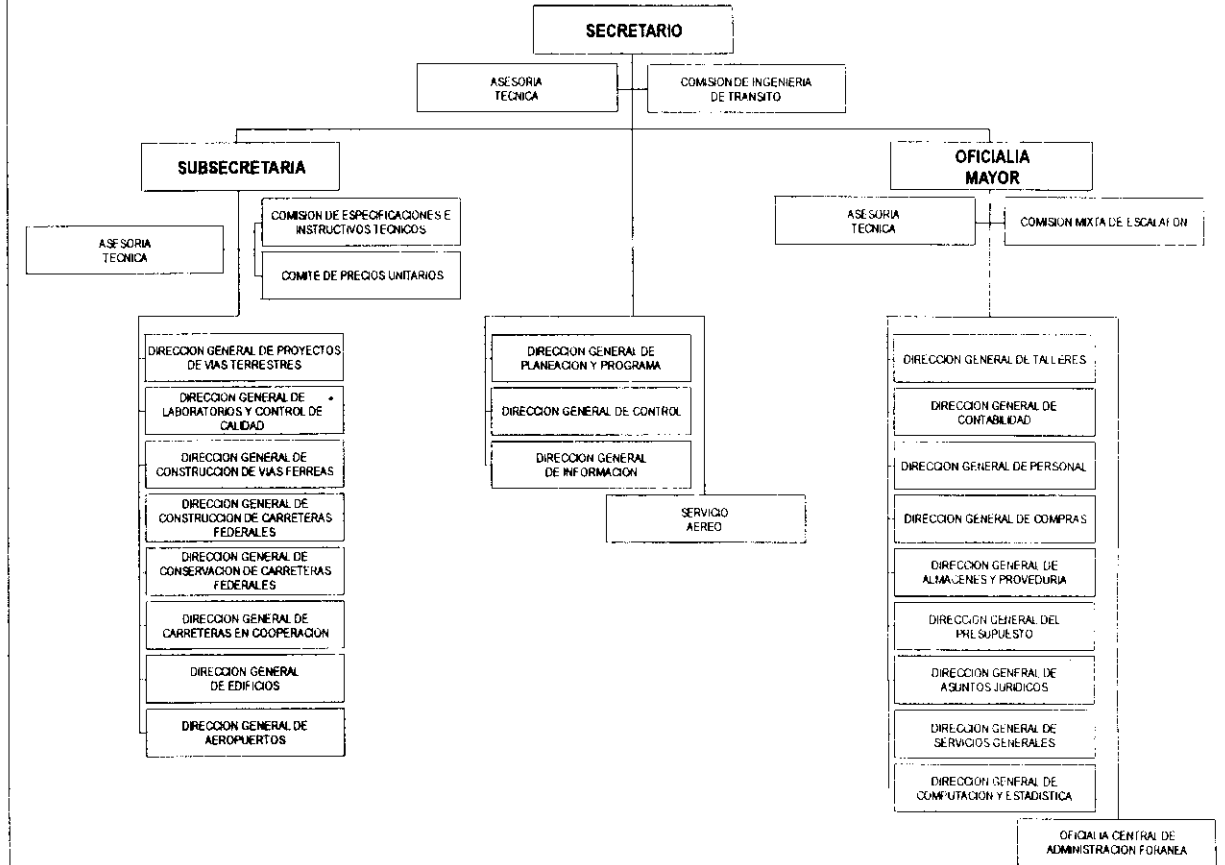 SECRETARIO
ASESORIA
TECNICA
COMISION DE INGENIERIA
DE TRANSITO
SUBSECRETARIA
OFICIALIA
MAYOR
ASESORIA
TECNICA
COMISION DE ESPECIFICACIONES E
INSTRUCTIVOS TECNICOS
COMITE DE PRECIOS UNITARIOS
ASESORIA
TECNICA
COMISION MIXTA DE ESCALAFON
DIRECCION GENERAL DE PROYECTOS
DE VIAS TERRESTRES
DIRECCION GENERAL DE
LABORATORIOS Y CONTROL DE
CALIDAD
DIRECCION GENERAL DE
CONSTRUCCION DE VIAS FERREAS
DIRECCION GENERAL DE
CONSTRUCCION DE CARRETERAS
FEDERALES
DIRECCION GENERAL DE
CONSERVACION DE CARRETERAS
FEDERALES
DIRECCION GENERAL DE
CARRETERAS EN COOPERACION
DIRECCION GENERAL
DE EDIFICIOS
DIRECCION GENERAL DE
AEROPUERTOS
DIRECCION GENERAL DE
PLANEACION Y PROGRAMA
DIRECCION GENERAL DE CONTROL
DIRECCION GENERAL
DE INFORMACION
SERVICIO
AEREO
DIRECCION GENERAL DE TALLERES
DIRECCION GENERAL DE
CONTABILIDAD
DIRECCION GENERAL DE PERSONAL
DIRECCION GENERAL DE COMPRAS
DIRECCION GENERAL DE
ALMACENES Y PROVEDURIA
DIRECCION GENERAL DEL
PRESUPUESTO
DIRECCION GENERAL DE
ASUNTOS JURIDICOS
DIRECCION GENERAL DE
SERVICIOS GENERALES
DIRECCION GENERAL DE
COMPUTACION Y ESTADISTICA
OFICIALIA CENTRAL DE
ADMINISTRACION FORANEA